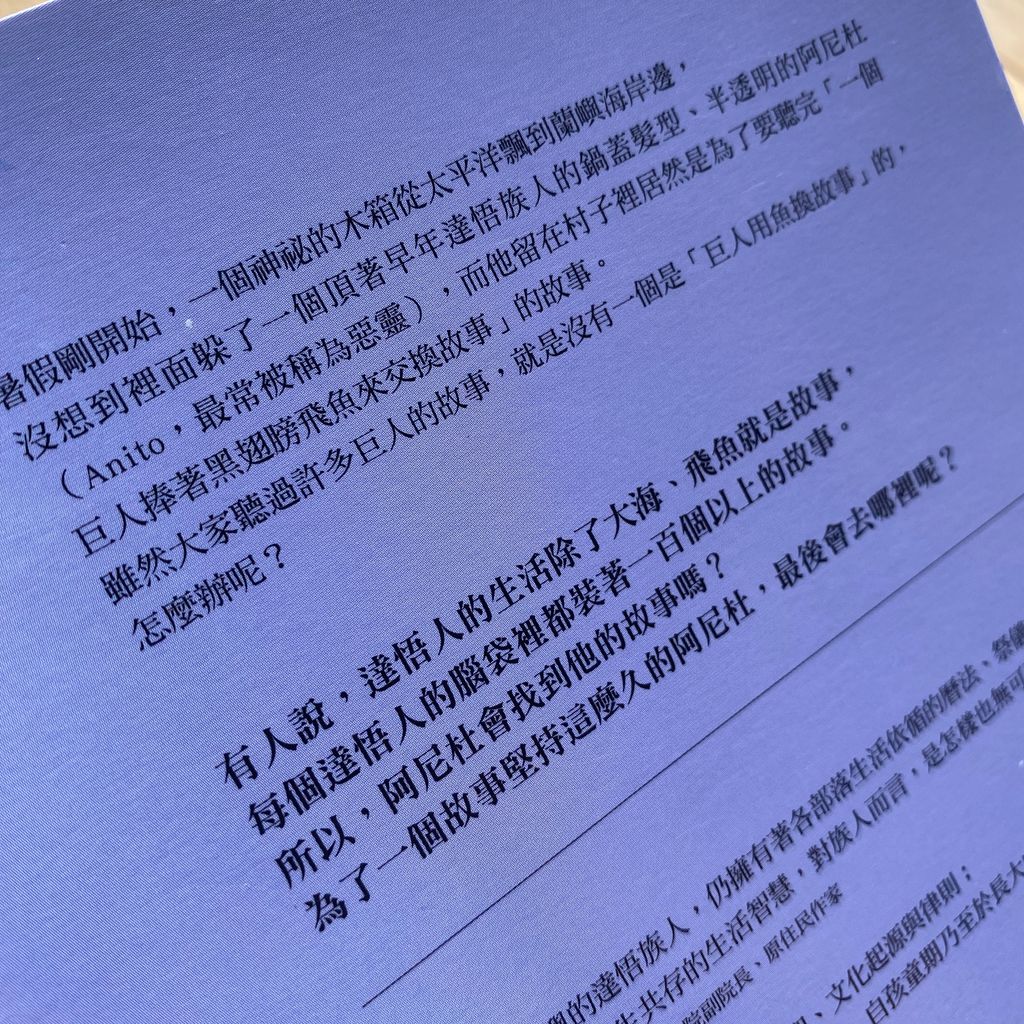 暑假剛開始，一個神祕的木箱從太平洋飄到蘭嶼海岸邊，
沒想到裡面躲了一個頂著早年達悟族人的鍋蓋髮型、半透明的阿尼杜
（Anito，最常被稱為惡靈），而他留在村子裡居然是為了要聽完「一個
巨人捧著黑翅膀飛魚來交換故事」的故事。
雖然大家聽過許多巨人的故事，就是沒有一個是「巨人用魚換故事」的，
怎麼辦呢？
有人說，達悟人的生活除了大海、飛魚就是故事，
每個達悟人的腦袋裡都裝著一百個以上的故事。
所以，阿尼杜會找到他的故事嗎？
為了一個故事堅持這麼久的阿尼杜，最後會去哪裡呢？
的達悟族人，仍擁有著各部落生活依循的曆法、祭儀
生共存的生活智慧，對族人而言，是怎樣也無可
院副院長、原住民作家
、文化起源與律則；
自孩童期乃至於長大